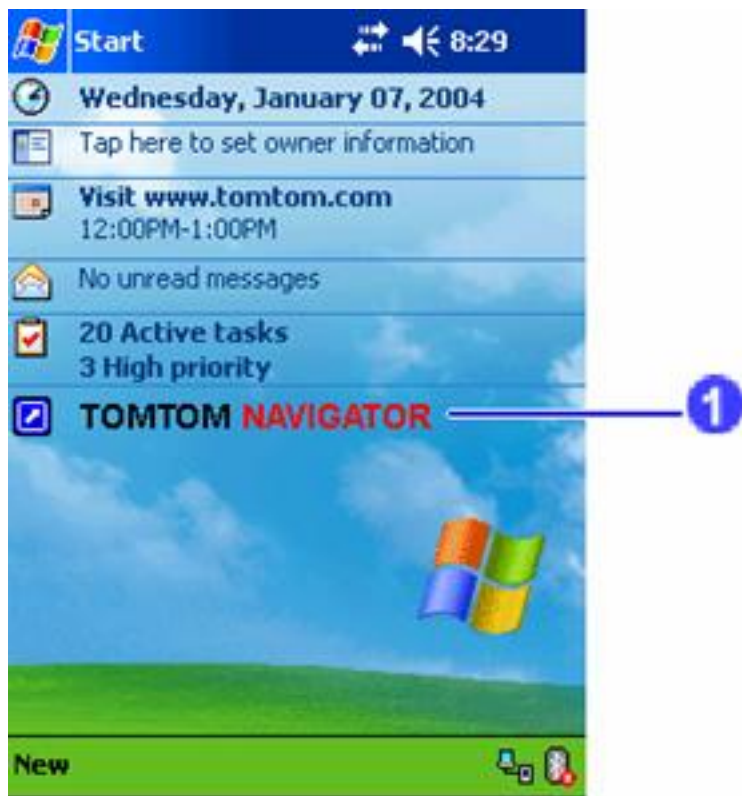 Start 8:29
Wednesday, January 07, 2004
Tap here to set owner information
Visit www.tomtom.com
12:00PM-1:00PM
No unread messages
20 Active tasks
3 High priority
TOMTOM NAVIGATOR
1
New